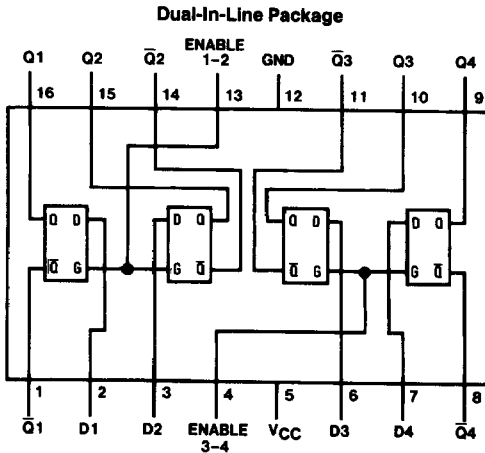 Dual-In-Line Package
Q1 Q2 Q̅2 ENABLE 1–2 GND Q̅3 Q3 Q4
16 15 14 13 12 11 10 9
Q D D Q Q D D Q
Q̅ G G Q̅ Q̅ G G Q̅
1 2 3 4 5 6 7 8
Q̅1 D1 D2 ENABLE 3–4 VCC D3 D4 Q̅4